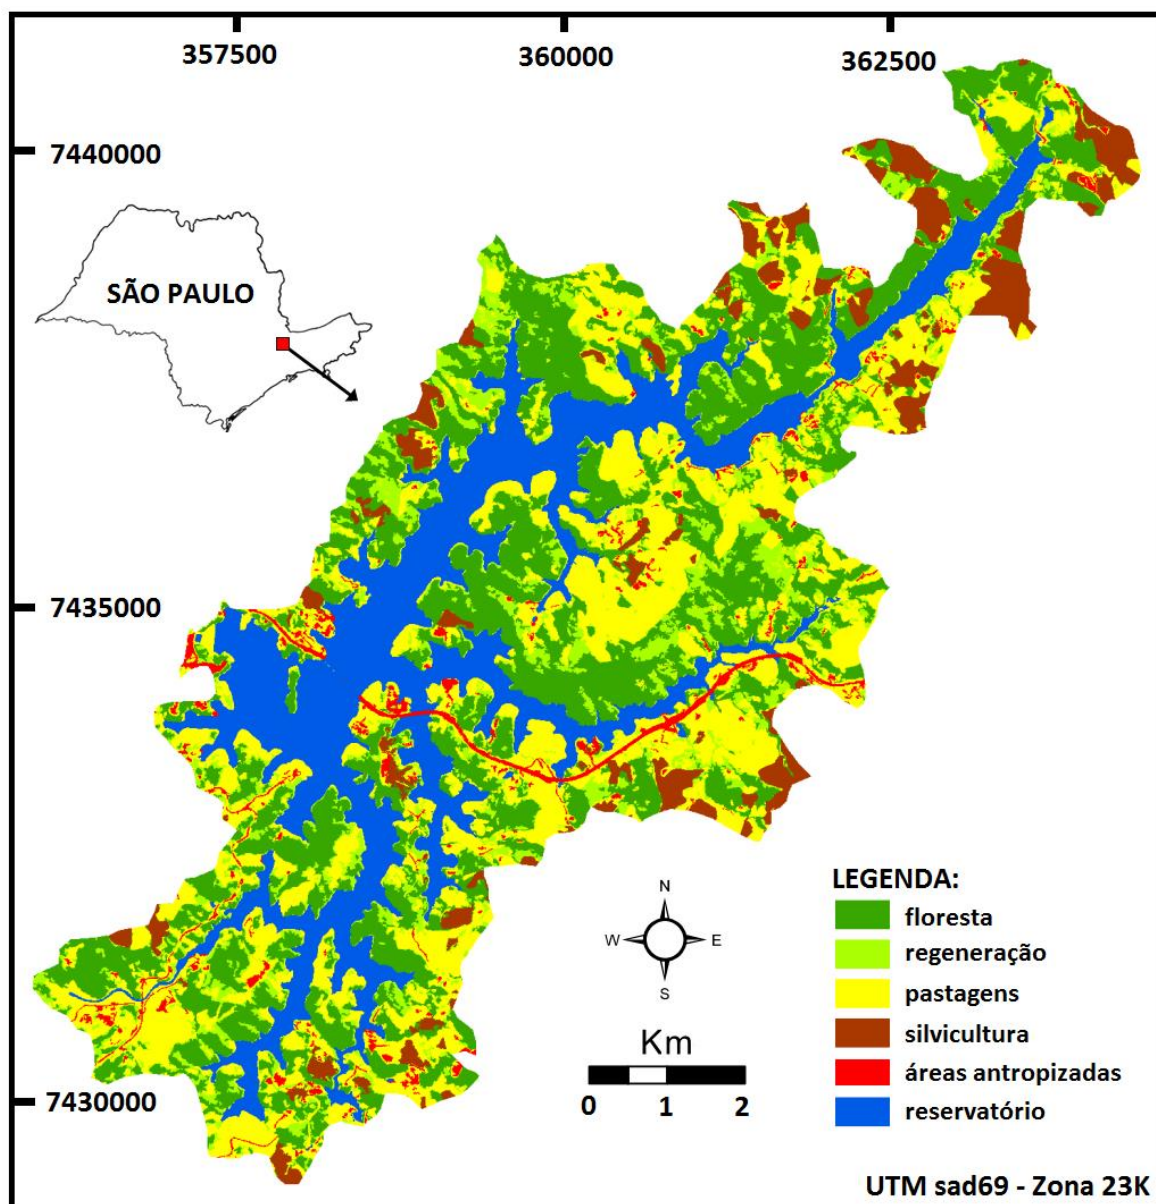 357500
360000
362500
7440000
SÃO PAULO
7435000
7430000
N
W
E
S
Km
0 1 2
LEGENDA:
floresta
regeneração
pastagens
silvicultura
áreas antropizadas
reservatório
UTM sad69 - Zona 23K